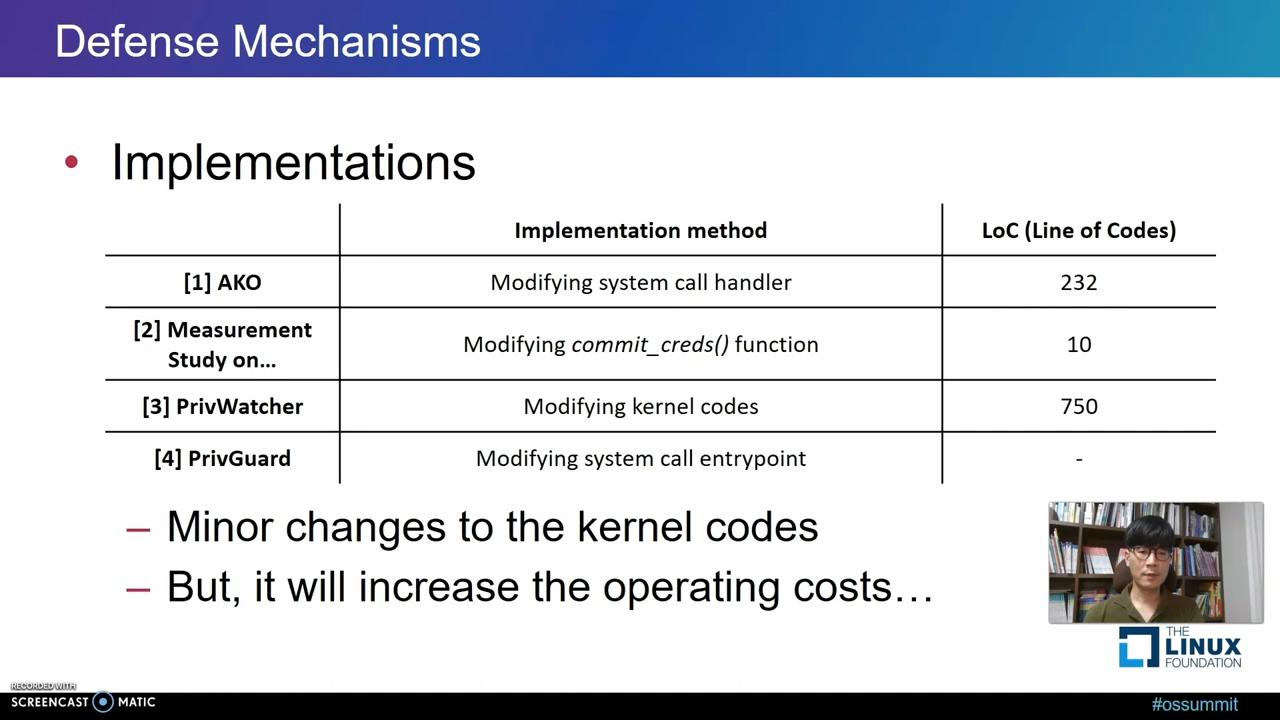 Defense Mechanisms
• Implementations
Implementation method
LoC (Line of Codes)
[1] AKO
Modifying system call handler
232
[2] Measurement
Study on...
Modifying commit_creds() function
10
[3] PrivWatcher
Modifying kernel codes
750
[4] PrivGuard
Modifying system call entrypoint
-
– Minor changes to the kernel codes
– But, it will increase the operating costs...
THE
LINUX
FOUNDATION
RECORDED WITH
SCREENCAST MATIC
#ossummit